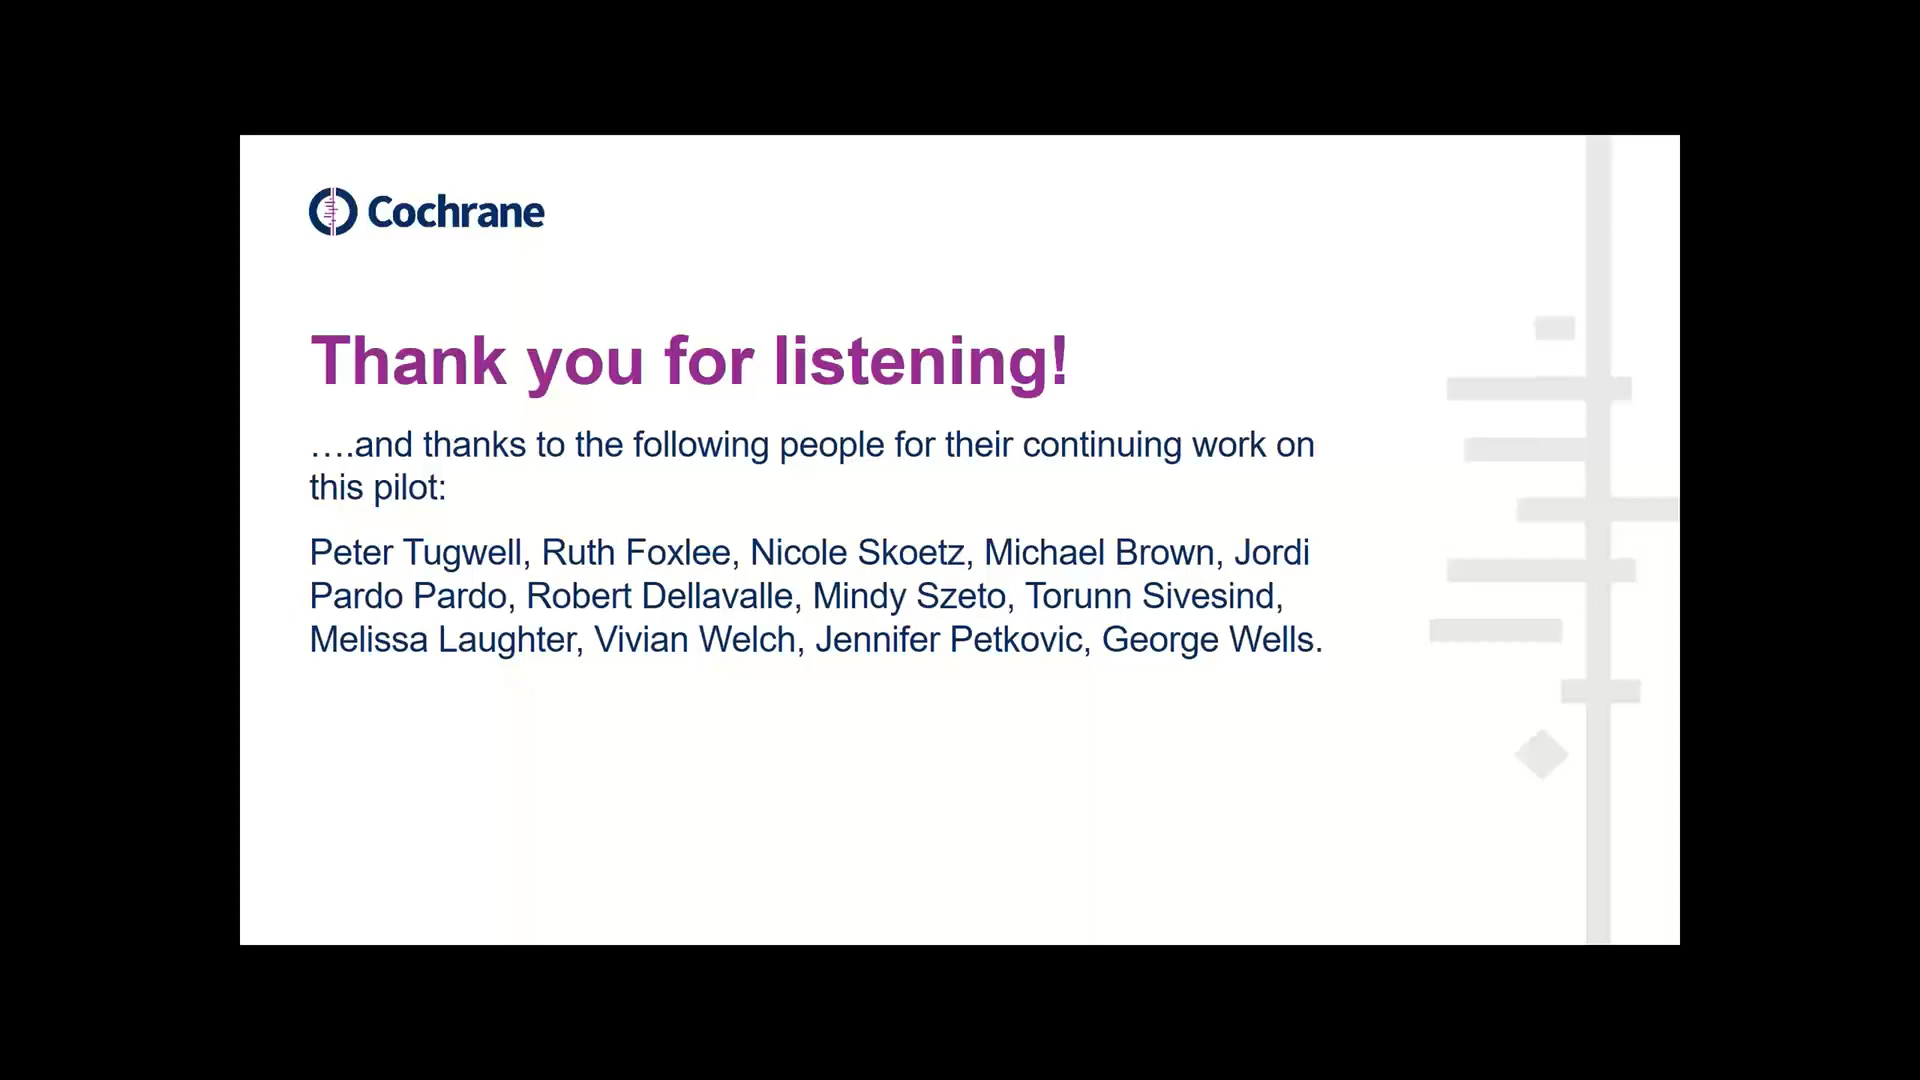 Cochrane
Thank you for listening!
….and thanks to the following people for their continuing work on
this pilot:
Peter Tugwell, Ruth Foxlee, Nicole Skoetz, Michael Brown, Jordi
Pardo Pardo, Robert Dellavalle, Mindy Szeto, Torunn Sivesind,
Melissa Laughter, Vivian Welch, Jennifer Petkovic, George Wells.